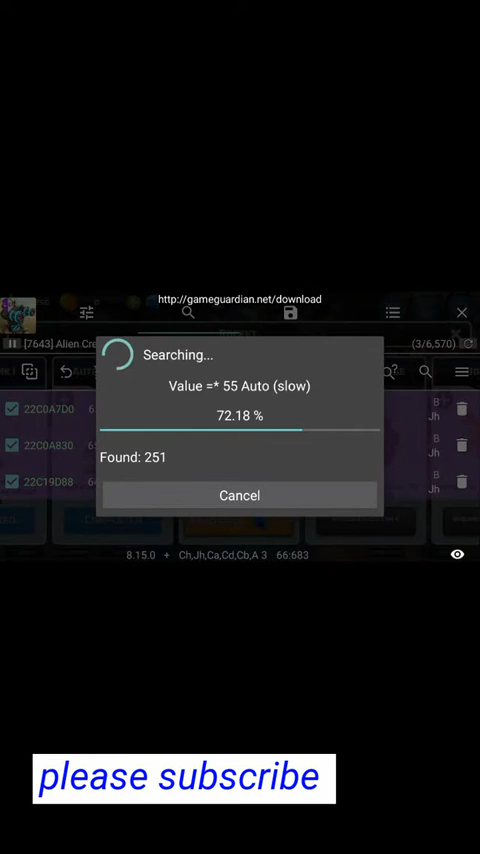 http://gameguardian.net/download
[7643] Alien Cre
(3/6,570)
Searching...
Value =* 55 Auto (slow)
72.18 %
Found: 251
Cancel
22C0A7D0
B
Jh
22C0A830
B
Jh
22C19D88
B
Jh
8.15.0 + Ch,Jh,Ca,Cd,Cb,A 3 66:683
please subscribe